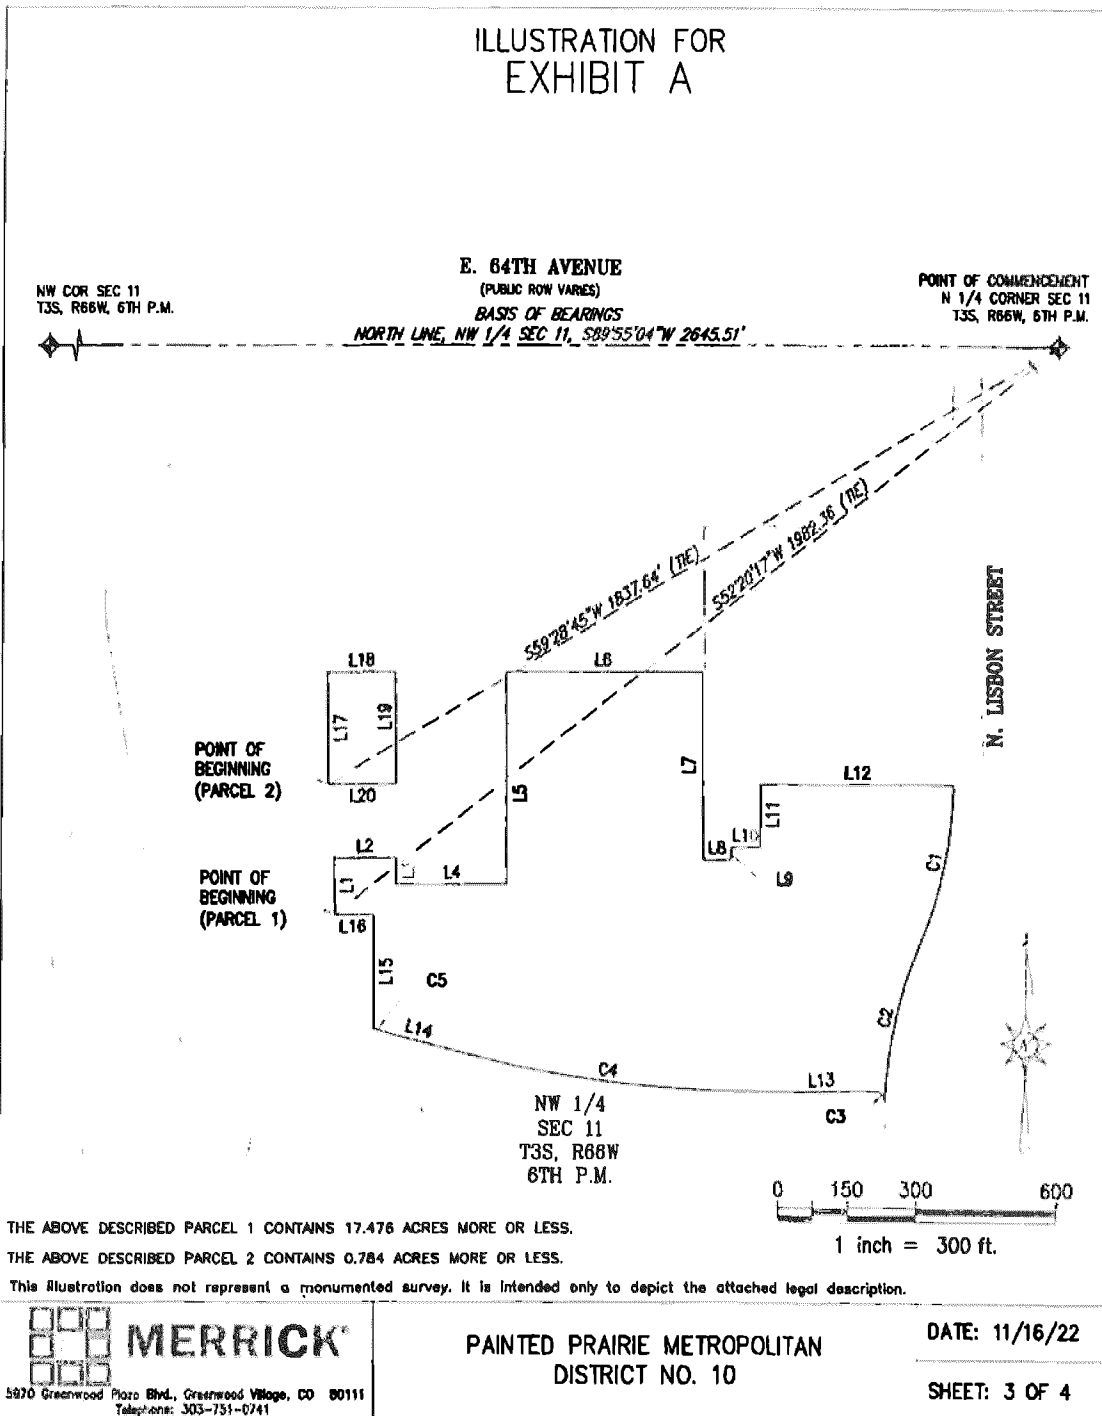 ILLUSTRATION FOR
EXHIBIT A
E. 64TH AVENUE
(PUBLIC ROW VARIES)
BASIS OF BEARINGS
NORTH LINE, NW 1/4 SEC 11, S89°55'04"W 2645.51'
NW COR SEC 11
T3S, R66W, 6TH P.M.
POINT OF COMMENCEMENT
N 1/4 CORNER SEC 11
T3S, R66W, 6TH P.M.
S59°28'45"W 1837.64' (TIE)
S52°20'17"W 1982.36 (TIE)
N. LISBON STREET
L18
L6
L17
L19
POINT OF
BEGINNING
(PARCEL 2)
L20
L5
L7
L12
L11
L10
L8
L9
C1
L2
L1
L4
POINT OF
BEGINNING
(PARCEL 1)
L16
L15
C5
L14
C2
C4
L13
C3
NW 1/4
SEC 11
T3S, R66W
6TH P.M.
0 150 300 600
1 inch = 300 ft.
THE ABOVE DESCRIBED PARCEL 1 CONTAINS 17.476 ACRES MORE OR LESS.
THE ABOVE DESCRIBED PARCEL 2 CONTAINS 0.784 ACRES MORE OR LESS.
This illustration does not represent a monumented survey. It is intended only to depict the attached legal description.
MERRICK®
5970 Greenwood Plaza Blvd., Greenwood Village, CO 80111
Telephone: 303-751-0741
PAINTED PRAIRIE METROPOLITAN
DISTRICT NO. 10
DATE: 11/16/22
SHEET: 3 OF 4